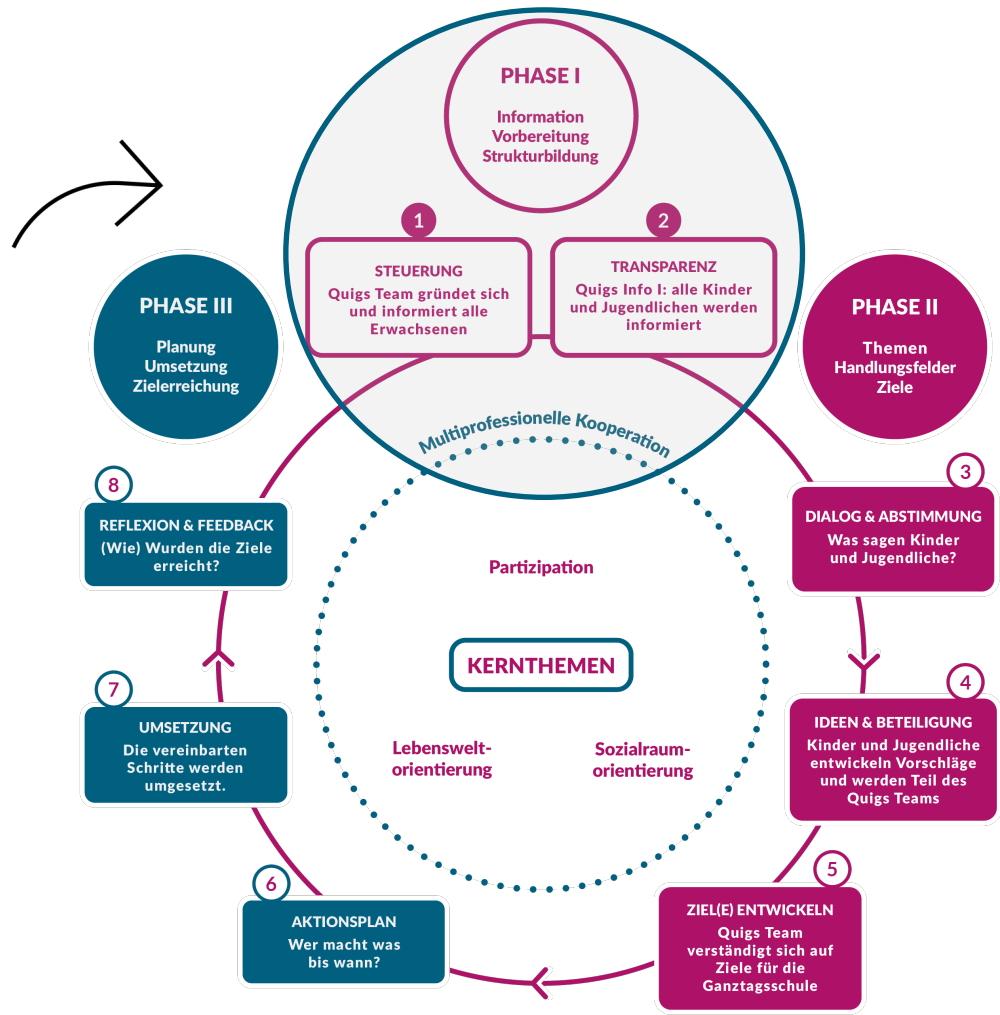 PHASE I
Information
Vorbereitung
Strukturbildung
1
STEUERUNG
Quigs Team gründet sich
und informiert alle
Erwachsenen
2
TRANSPARENZ
Quigs Info I: alle Kinder
und Jugendlichen werden
informiert
PHASE II
Themen
Handlungsfelder
Ziele
3
DIALOG & ABSTIMMUNG
Was sagen Kinder
und Jugendliche?
4
IDEEN & BETEILIGUNG
Kinder und Jugendliche
entwickeln Vorschläge
und werden Teil des
Quigs Teams
5
ZIEL(E) ENTWICKELN
Quigs Team
verständigt sich auf
Ziele für die
Ganztagsschule
PHASE III
Planung
Umsetzung
Zielerreichung
6
AKTIONSPLAN
Wer macht was
bis wann?
7
UMSETZUNG
Die vereinbarten
Schritte werden
umgesetzt.
8
REFLEXION & FEEDBACK
(Wie) Wurden die Ziele
erreicht?
Multiprofessionelle Kooperation
Partizipation
KERNTHEMEN
Lebenswelt-
orientierung
Sozialraum-
orientierung